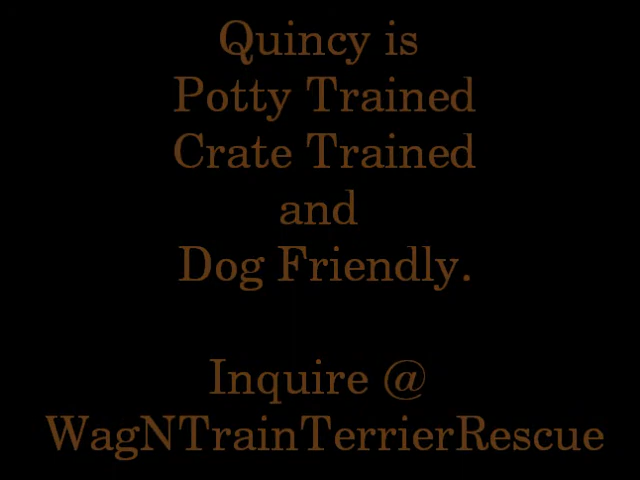 Quincy is
Potty Trained
Crate Trained
and
Dog Friendly.
Inquire @
WagNTrainTerrierRescue